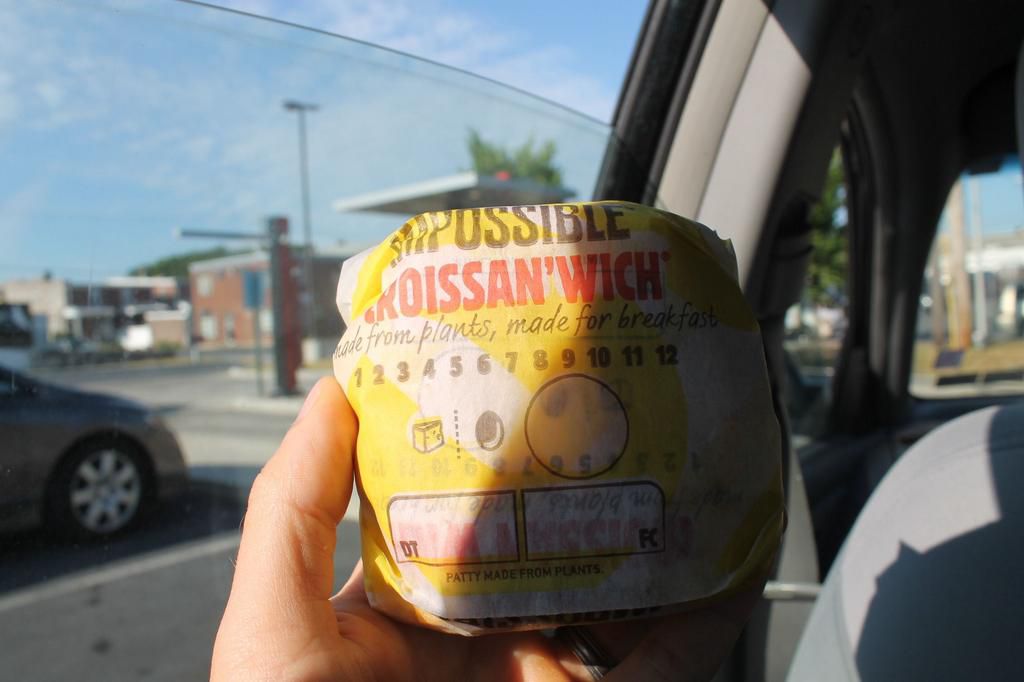 IMPOSSIBLE
CROISSAN'WICH®
made from plants, made for breakfast
1 2 3 4 5 6 7 8 9 10 11 12
DT FC
PATTY MADE FROM PLANTS.